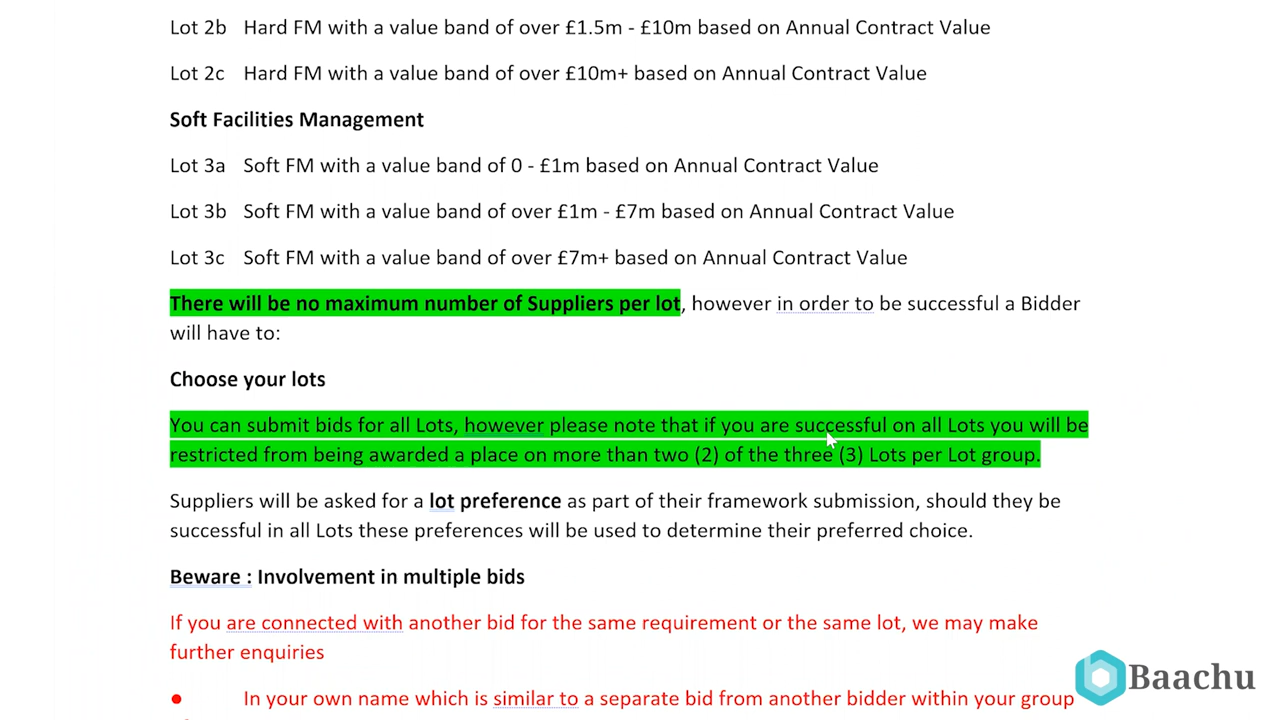 Lot 2b Hard FM with a value band of over £1.5m - £10m based on Annual Contract Value
Lot 2c Hard FM with a value band of over £10m+ based on Annual Contract Value
Soft Facilities Management
Lot 3a Soft FM with a value band of 0 - £1m based on Annual Contract Value
Lot 3b Soft FM with a value band of over £1m - £7m based on Annual Contract Value
Lot 3c Soft FM with a value band of over £7m+ based on Annual Contract Value
There will be no maximum number of Suppliers per lot, however in order to be successful a Bidder
will have to:
Choose your lots
You can submit bids for all Lots, however please note that if you are successful on all Lots you will be
restricted from being awarded a place on more than two (2) of the three (3) Lots per Lot group.
Suppliers will be asked for a lot preference as part of their framework submission, should they be
successful in all Lots these preferences will be used to determine their preferred choice.
Beware : Involvement in multiple bids
If you are connected with another bid for the same requirement or the same lot, we may make
further enquiries
● In your own name which is similar to a separate bid from another bidder within your group
Baachu